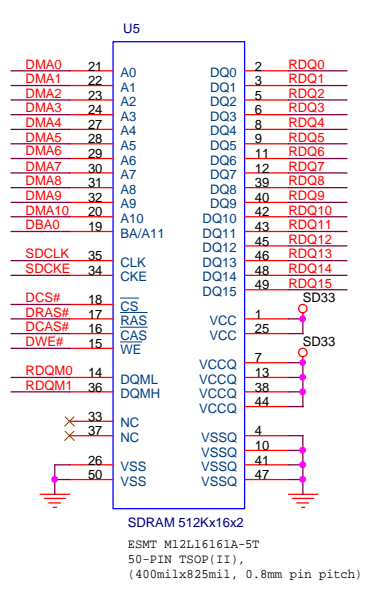 U5
DMA0 21 A0 DQ0 2 RDQ0
DMA1 22 A1 DQ1 3 RDQ1
DMA2 23 A2 DQ2 5 RDQ2
DMA3 24 A3 DQ3 6 RDQ3
DMA4 27 A4 DQ4 8 RDQ4
DMA5 28 A5 DQ5 9 RDQ5
DMA6 29 A6 DQ6 11 RDQ6
DMA7 30 A7 DQ7 12 RDQ7
DMA8 31 A8 DQ8 39 RDQ8
DMA9 32 A9 DQ9 40 RDQ9
DMA10 20 A10 DQ10 42 RDQ10
DBA0 19 BA/A11 DQ11 43 RDQ11
DQ12 45 RDQ12
SDCLK 35 CLK DQ13 46 RDQ13
SDCKE 34 CKE DQ14 48 RDQ14
DQ15 49 RDQ15
DCS# 18 CS
SD33
DRAS# 17 RAS VCC 1
DCAS# 16 CAS VCC 25
DWE# 15 WE
SD33
VCCQ 7
RDQM0 14 DQML VCCQ 13
RDQM1 36 DQMH VCCQ 38
VCCQ 44
33 NC
37 NC VSSQ 4
VSSQ 10
26 VSS VSSQ 41
50 VSS VSSQ 47
SDRAM 512Kx16x2
ESMT M12L16161A-5T
50-PIN TSOP(II),
(400milx825mil, 0.8mm pin pitch)